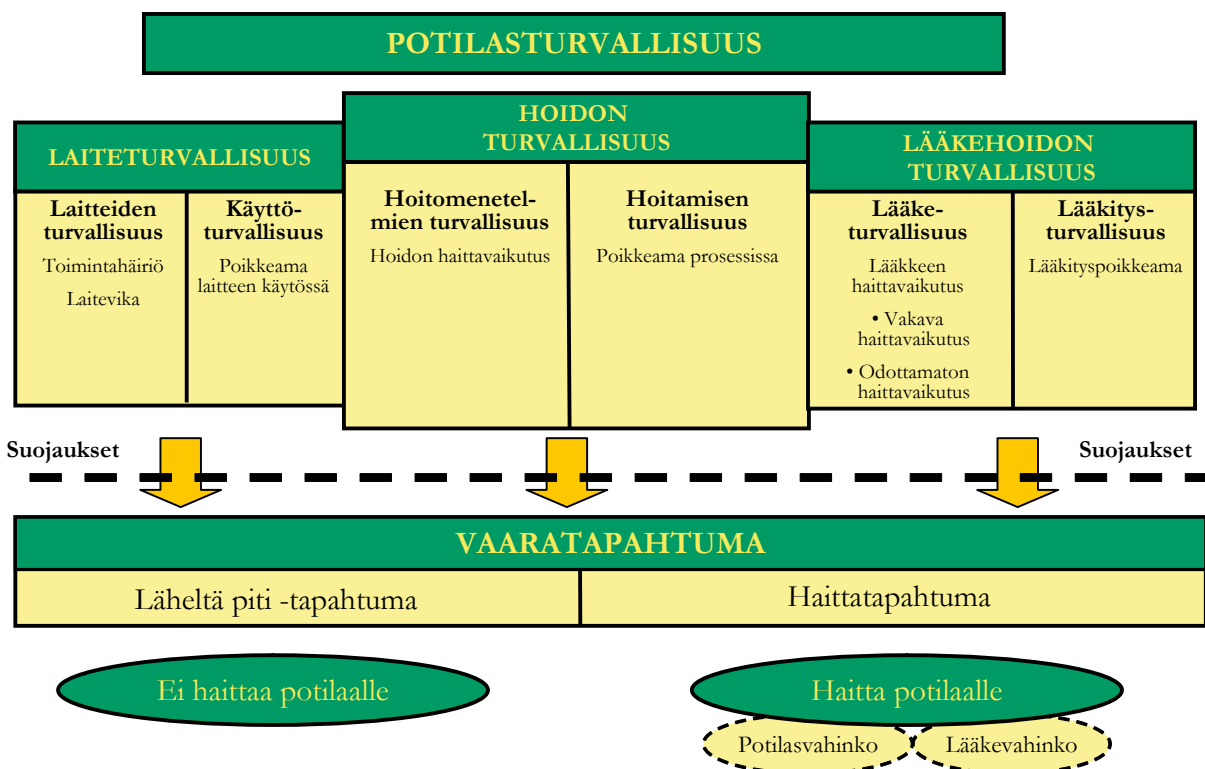 POTILASTURVALLISUUS
LAITETURVALLISUUS
Laitteiden
turvallisuus
Toimintahäiriö
Laitevika
Käyttö-
turvallisuus
Poikkeama
laitteen käytössä
HOIDON
TURVALLISUUS
Hoitomenetel-
mien turvallisuus
Hoidon haittavaikutus
Hoitamisen
turvallisuus
Poikkeama prosessissa
LÄÄKEHOIDON
TURVALLISUUS
Lääke-
turvallisuus
Lääkkeen
haittavaikutus
• Vakava
haittavaikutus
• Odottamaton
haittavaikutus
Lääkitys-
turvallisuus
Lääkityspoikkeama
Suojaukset
Suojaukset
VAARATAPAHTUMA
Läheltä piti -tapahtuma
Haittatapahtuma
Ei haittaa potilaalle
Haitta potilaalle
Potilasvahinko
Lääkevahinko